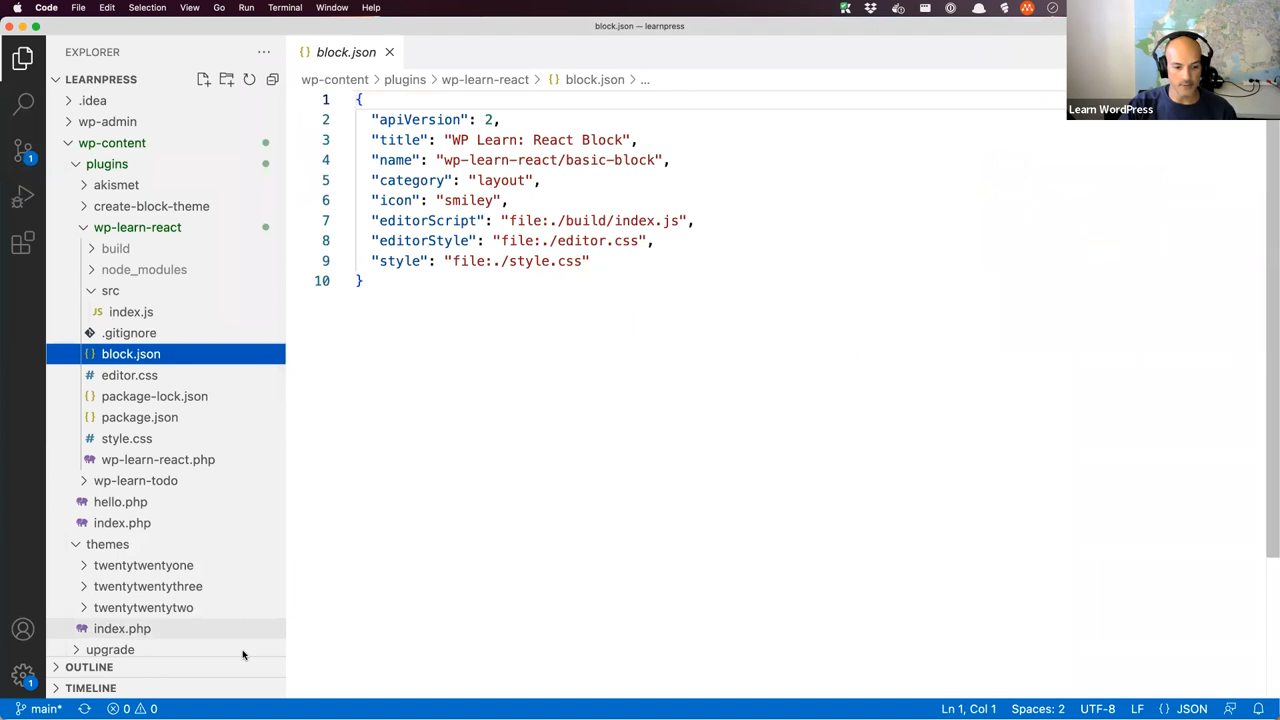 Code File Edit Selection View Go Run Terminal Window Help
block.json — learnpress
Learn WordPress
EXPLORER
LEARNPRESS
.idea
wp-admin
wp-content
plugins
akismet
create-block-theme
wp-learn-react
build
node_modules
src
JS index.js
.gitignore
{} block.json
# editor.css
{} package-lock.json
{} package.json
# style.css
wp-learn-react.php
wp-learn-todo
hello.php
index.php
themes
twentytwentyone
twentytwentythree
twentytwentytwo
index.php
upgrade
OUTLINE
TIMELINE
1
1
{} block.json
wp-content > plugins > wp-learn-react > {} block.json > ...
1 {
2 "apiVersion": 2,
3 "title": "WP Learn: React Block",
4 "name": "wp-learn-react/basic-block",
5 "category": "layout",
6 "icon": "smiley",
7 "editorScript": "file:./build/index.js",
8 "editorStyle": "file:./editor.css",
9 "style": "file:./style.css"
10 }
main* 0 0 Ln 1, Col 1 Spaces: 2 UTF-8 LF {} JSON